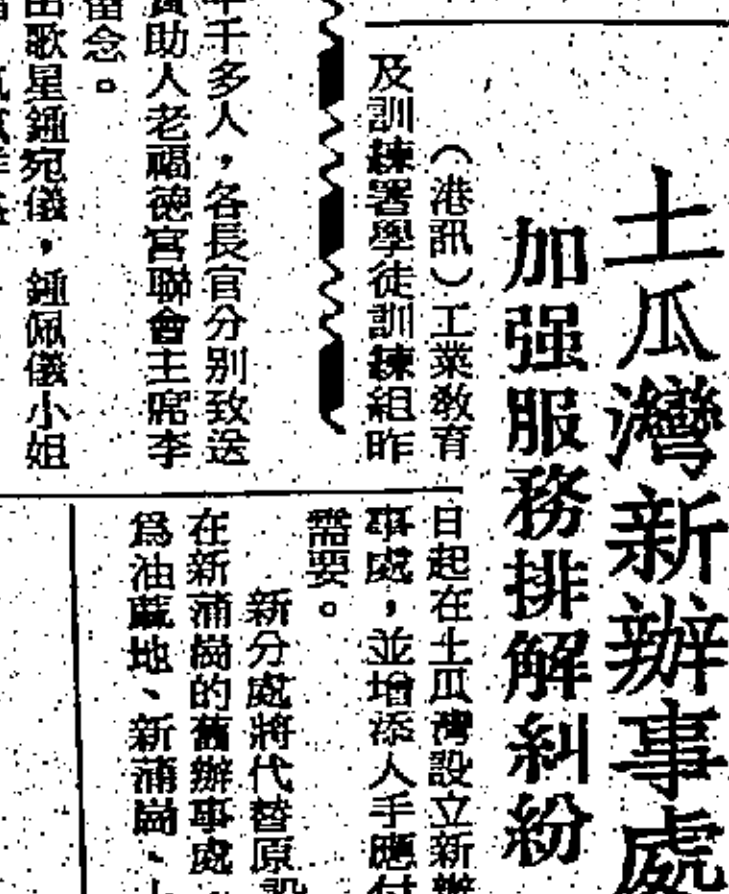 土瓜灣新辦事處
加强服務排解糾紛
（港訊）工業敎育
及訓練署學徒訓練組昨
日起在土瓜灣設立新辦
事處，並增添人手應付
需要。
新分處將代替原設
在新蒲崗的舊辦事處
爲油蔴地、新蒲崗、
年千多人，各長官分别致送
助人老福德宮聯會主席李
留念。
出歌星鍾宛儀，鍾佩儀小姐